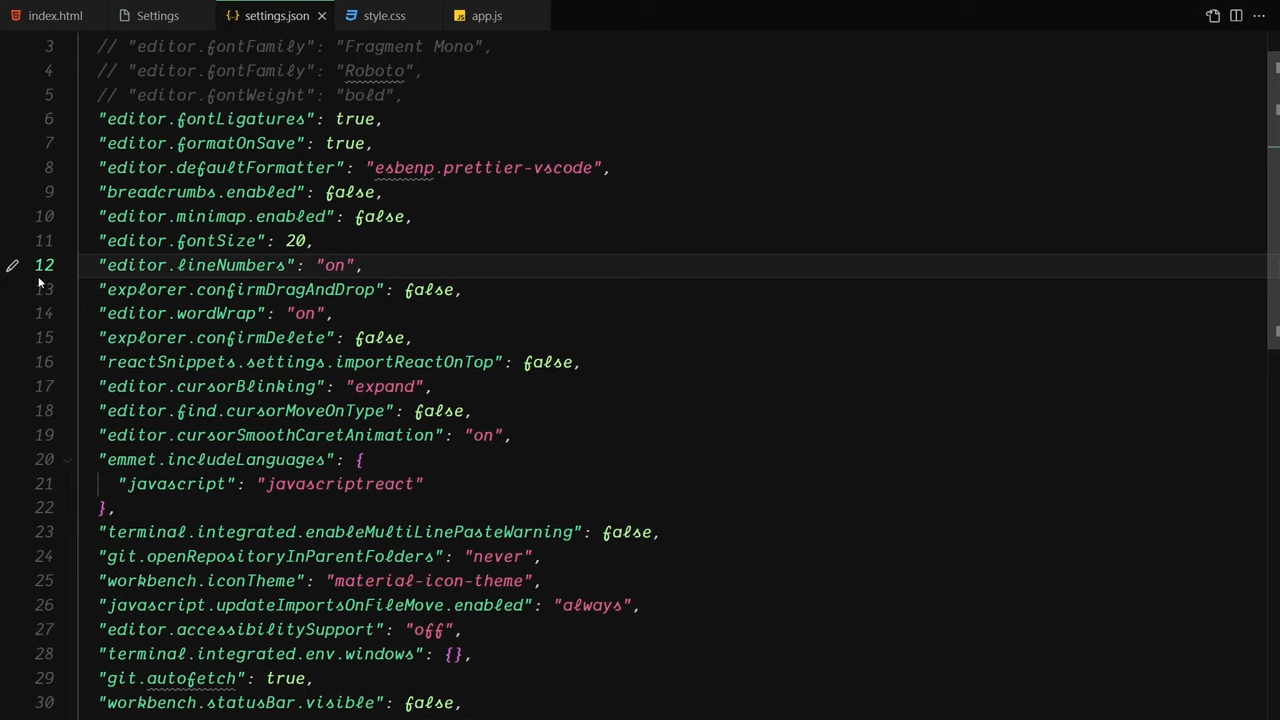 index.html Settings settings.json style.css app.js
3 // "editor.fontFamily": "Fragment Mono",
4 // "editor.fontFamily": "Roboto",
5 // "editor.fontWeight": "bold",
6 "editor.fontLigatures": true,
7 "editor.formatOnSave": true,
8 "editor.defaultFormatter": "esbenp.prettier-vscode",
9 "breadcrumbs.enabled": false,
10 "editor.minimap.enabled": false,
11 "editor.fontSize": 20,
12 "editor.lineNumbers": "on",
13 "explorer.confirmDragAndDrop": false,
14 "editor.wordWrap": "on",
15 "explorer.confirmDelete": false,
16 "reactSnippets.settings.importReactOnTop": false,
17 "editor.cursorBlinking": "expand",
18 "editor.find.cursorMoveOnType": false,
19 "editor.cursorSmoothCaretAnimation": "on",
20 "emmet.includeLanguages": {
21 "javascript": "javascriptreact"
22 },
23 "terminal.integrated.enableMultiLinePasteWarning": false,
24 "git.openRepositoryInParentFolders": "never",
25 "workbench.iconTheme": "material-icon-theme",
26 "javascript.updateImportsOnFileMove.enabled": "always",
27 "editor.accessibilitySupport": "off",
28 "terminal.integrated.env.windows": {},
29 "git.autofetch": true,
30 "workbench.statusBar.visible": false,